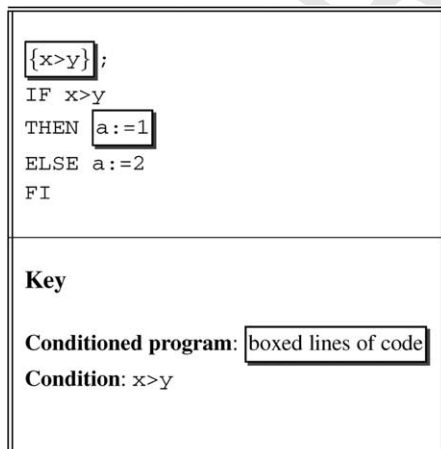 {x>y};
IF x>y
THEN a:=1
ELSE a:=2
FI
Key
Conditioned program: boxed lines of code
Condition: x>y